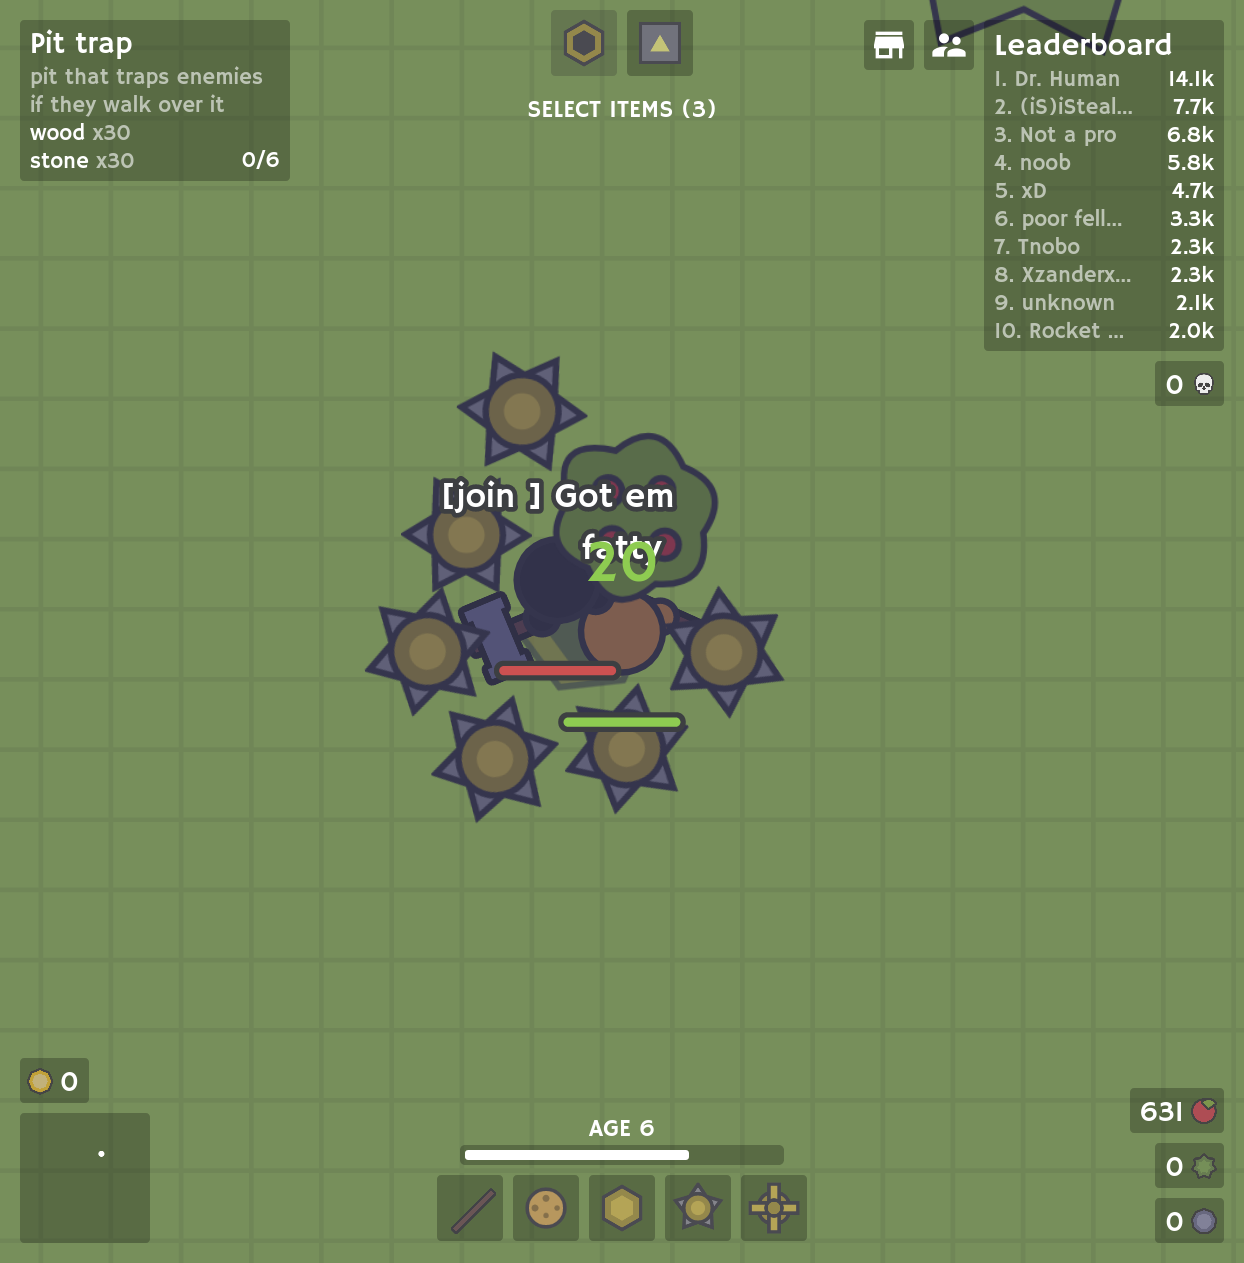 Pit trap
pit that traps enemies
if they walk over it
wood x30
stone x30 0/6
SELECT ITEMS (3)
Leaderboard
1. Dr. Human 14.1k
2. (iS)iSteal... 7.7k
3. Not a pro 6.8k
4. noob 5.8k
5. xD 4.7k
6. poor fell... 3.3k
7. Tnobo 2.3k
8. Xzanderx... 2.3k
9. unknown 2.1k
10. Rocket ... 2.0k
0
[join ] Got em
fatty
20
0
AGE 6
631
0
0